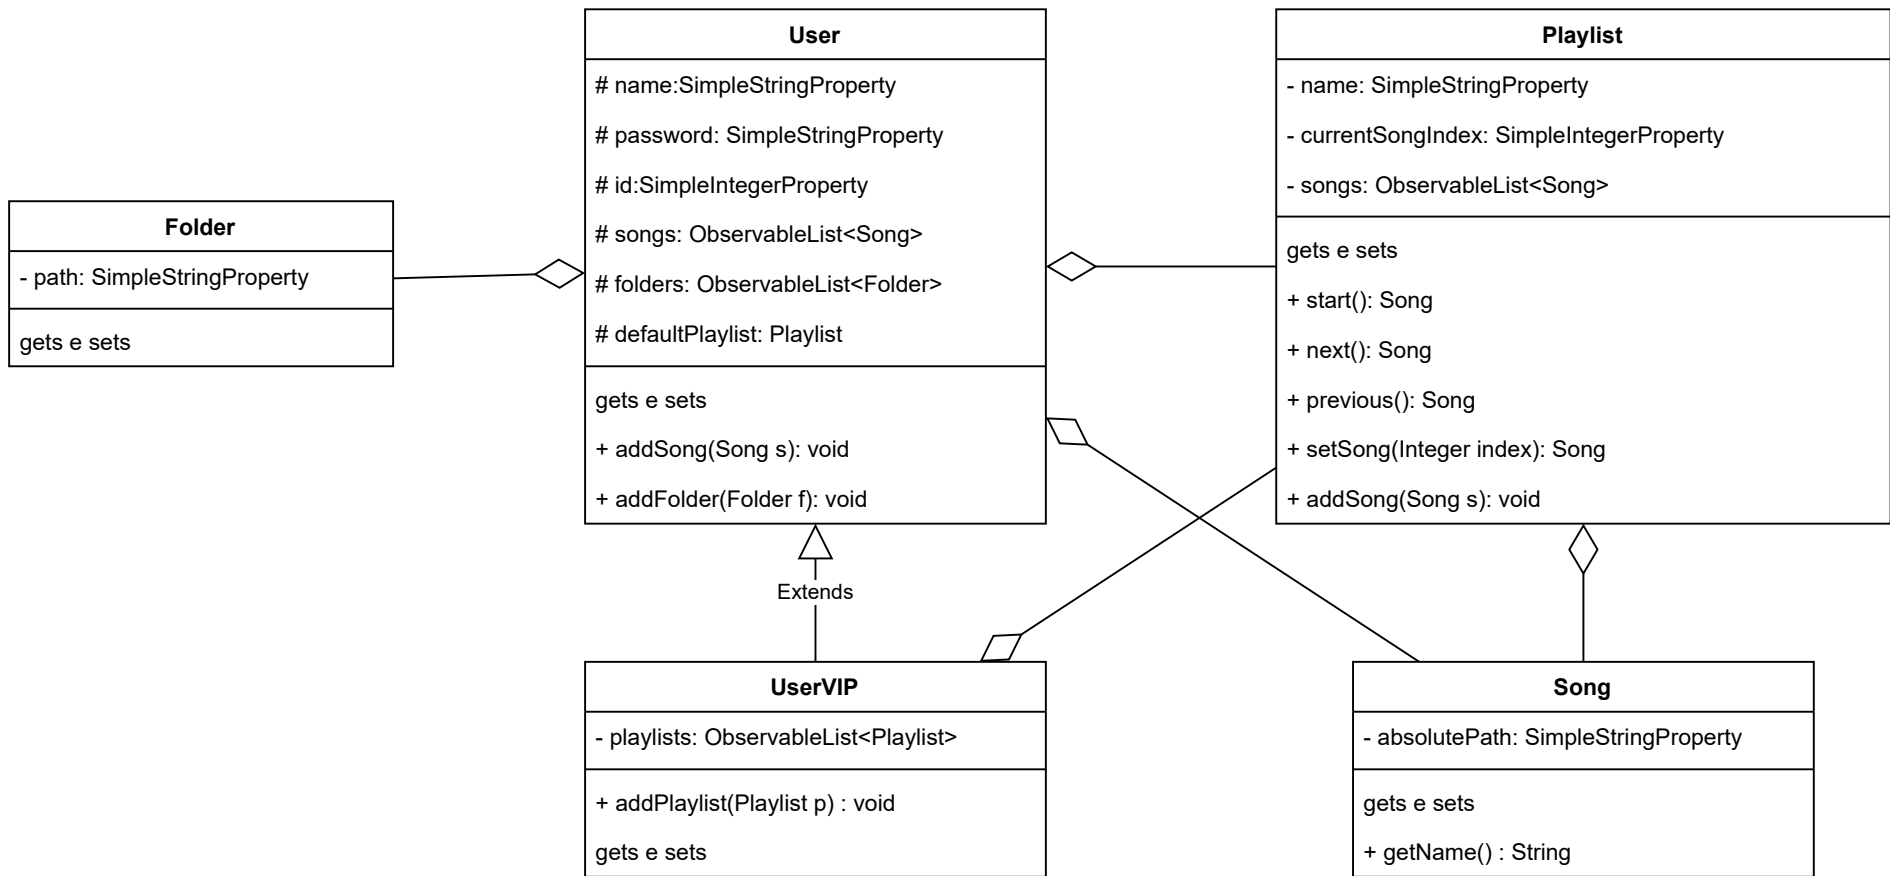 User
# name:SimpleStringProperty
# password: SimpleStringProperty
# id:SimpleIntegerProperty
# songs: ObservableList<Song>
# folders: ObservableList<Folder>
# defaultPlaylist: Playlist
gets e sets
+ addSong(Song s): void
+ addFolder(Folder f): void
Playlist
- name: SimpleStringProperty
- currentSongIndex: SimpleIntegerProperty
- songs: ObservableList<Song>
gets e sets
+ start(): Song
+ next(): Song
+ previous(): Song
+ setSong(Integer index): Song
+ addSong(Song s): void
Folder
- path: SimpleStringProperty
gets e sets
Extends
UserVIP
- playlists: ObservableList<Playlist>
+ addPlaylist(Playlist p) : void
gets e sets
Song
- absolutePath: SimpleStringProperty
gets e sets
+ getName() : String